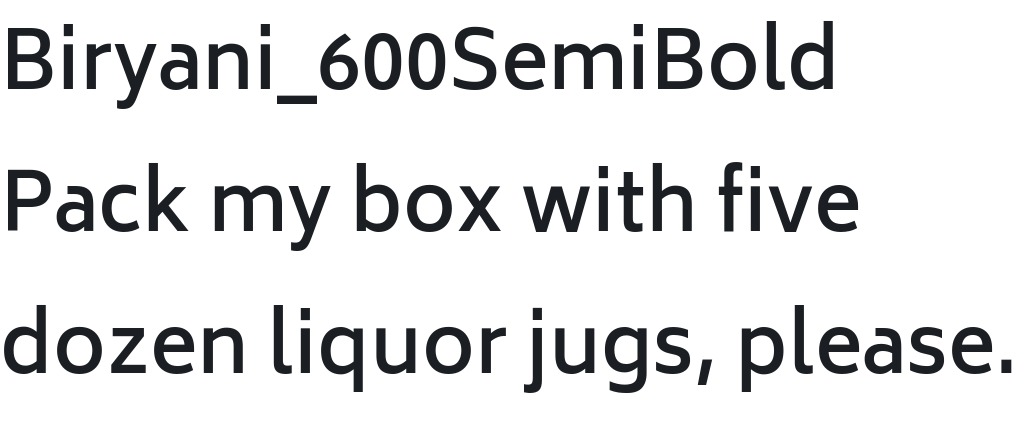 Biryani_600SemiBold
Pack my box with five
dozen liquor jugs, please.